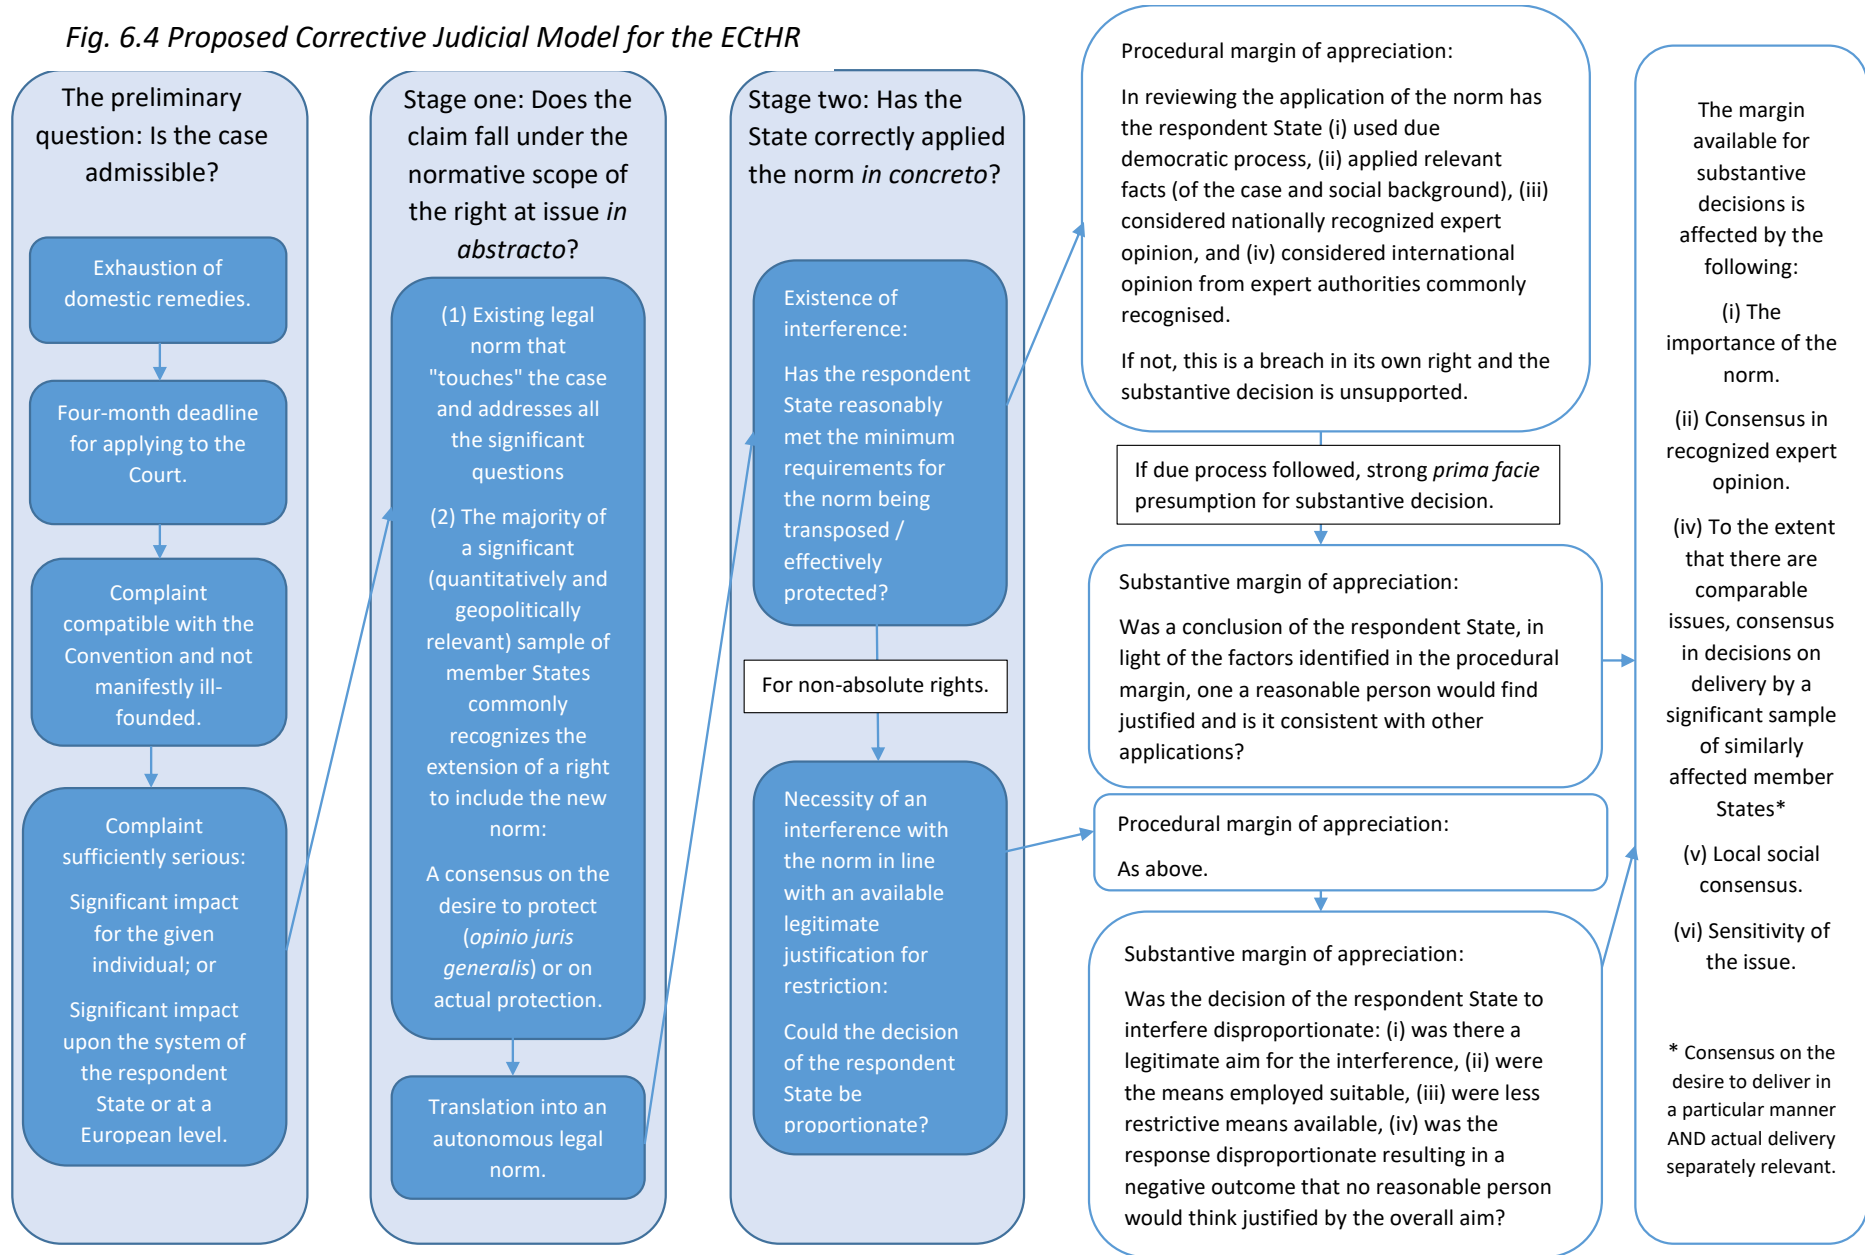 Fig. 6.4 Proposed Corrective Judicial Model for the ECtHR
The preliminary
question: Is the case
admissible?
Exhaustion of
domestic remedies.
Four-month deadline
for applying to the
Court.
Complaint
compatible with the
Convention and not
manifestly ill-
founded.
Complaint
sufficiently serious:
Significant impact
for the given
individual; or
Significant impact
upon the system of
the respondent
State or at a
European level.
Stage one: Does the
claim fall under the
normative scope of
the right at issue in
abstracto?
(1) Existing legal
norm that
"touches" the case
and addresses all
the significant
questions
(2) The majority of
a significant
(quantitatively and
geopolitically
relevant) sample of
member States
commonly
recognizes the
extension of a right
to include the new
norm:
A consensus on the
desire to protect
(opinio juris
generalis) or on
actual protection.
Translation into an
autonomous legal
norm.
Stage two: Has the
State correctly applied
the norm in concreto?
Existence of
interference:
Has the respondent
State reasonably
met the minimum
requirements for
the norm being
transposed /
effectively
protected?
For non-absolute rights.
Necessity of an
interference with
the norm in line
with an available
legitimate
justification for
restriction:
Could the decision
of the respondent
State be
proportionate?
Procedural margin of appreciation:
In reviewing the application of the norm has
the respondent State (i) used due
democratic process, (ii) applied relevant
facts (of the case and social background), (iii)
considered nationally recognized expert
opinion, and (iv) considered international
opinion from expert authorities commonly
recognised.
If not, this is a breach in its own right and the
substantive decision is unsupported.
If due process followed, strong prima facie
presumption for substantive decision.
Substantive margin of appreciation:
Was a conclusion of the respondent State, in
light of the factors identified in the procedural
margin, one a reasonable person would find
justified and is it consistent with other
applications?
Procedural margin of appreciation:
As above.
Substantive margin of appreciation:
Was the decision of the respondent State to
interfere disproportionate: (i) was there a
legitimate aim for the interference, (ii) were
the means employed suitable, (iii) were less
restrictive means available, (iv) was the
response disproportionate resulting in a
negative outcome that no reasonable person
would think justified by the overall aim?
The margin
available for
substantive
decisions is
affected by the
following:
(i) The
importance of the
norm.
(ii) Consensus in
recognized expert
opinion.
(iv) To the extent
that there are
comparable
issues, consensus
in decisions on
delivery by a
significant sample
of similarly
affected member
States*
(v) Local social
consensus.
(vi) Sensitivity of
the issue.
* Consensus on the
desire to deliver in
a particular manner
AND actual delivery
separately relevant.